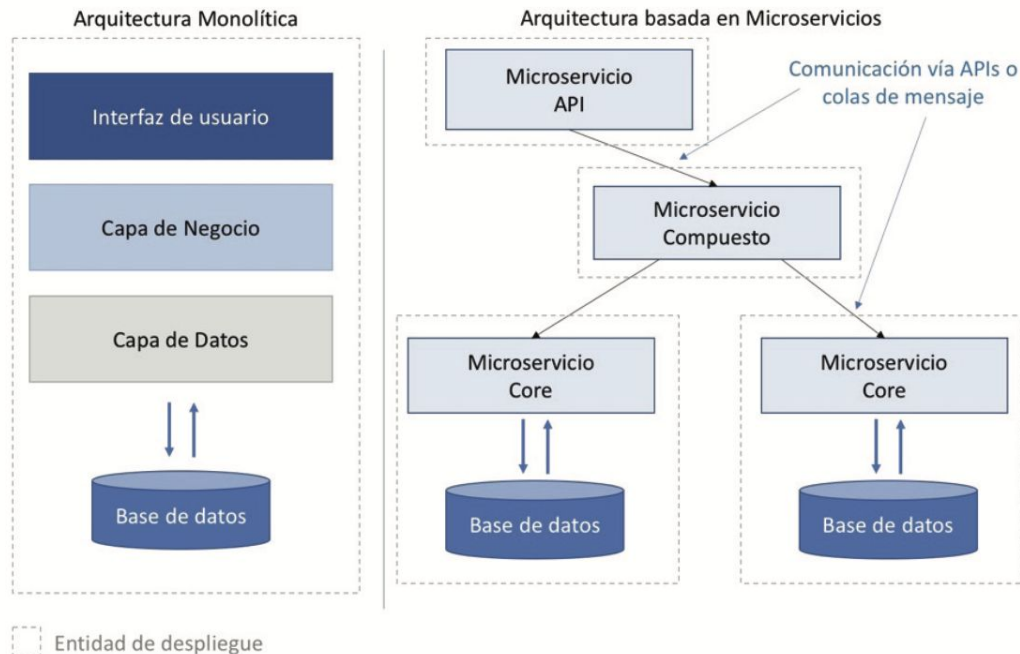 Arquitectura Monolítica
Interfaz de usuario
Capa de Negocio
Capa de Datos
Base de datos
Arquitectura basada en Microservicios
Microservicio
API
Comunicación vía APIs o
colas de mensaje
Microservicio
Compuesto
Microservicio
Core
Base de datos
Microservicio
Core
Base de datos
Entidad de despliegue